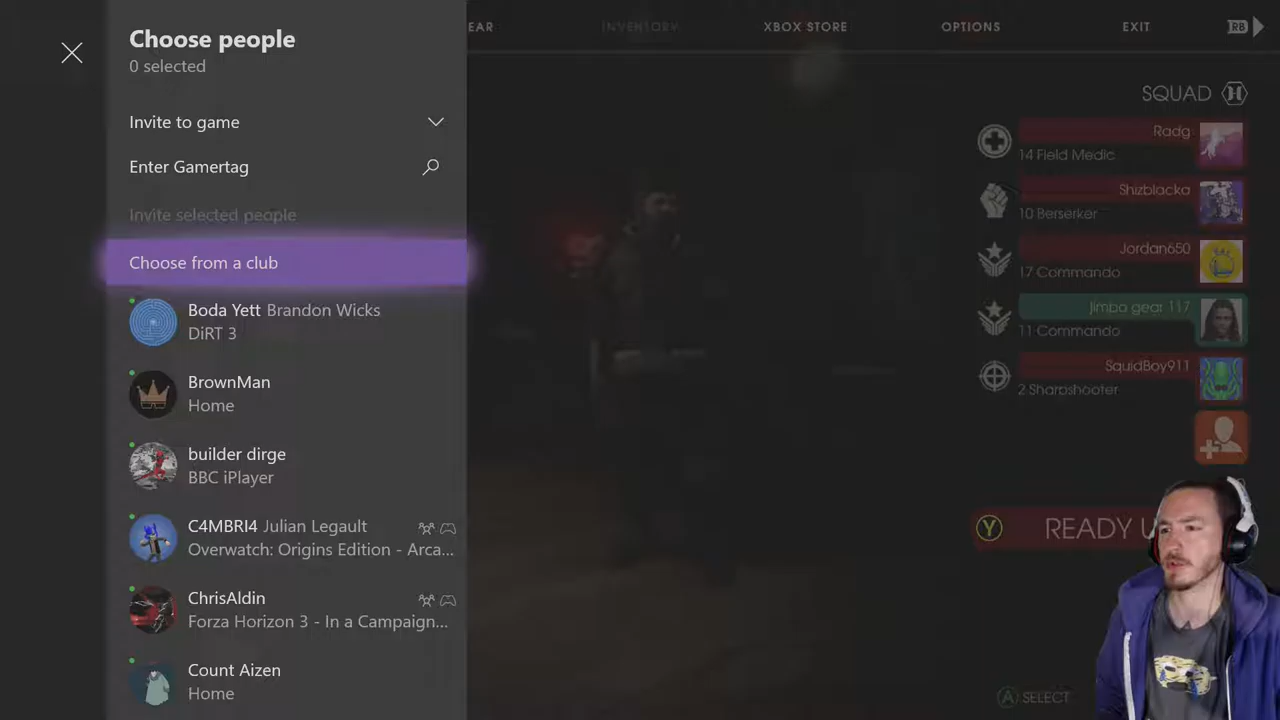 Choose people
0 selected
Invite to game
Enter Gamertag
Invite selected people
Choose from a club
Boda Yett Brandon Wicks
DiRT 3
BrownMan
Home
builder dirge
BBC iPlayer
C4MBRI4 Julian Legault
Overwatch: Origins Edition - Arca...
ChrisAldin
Forza Horizon 3 - In a Campaign...
Count Aizen
Home
EAR INVENTORY XBOX STORE OPTIONS EXIT RB
SQUAD
Radg
14 Field Medic
Shizblacka
10 Berserker
Jordan650
17 Commando
Jimba gear 117
11 Commando
SquidBoy911
2 Sharpshooter
Y READY U
A SELECT